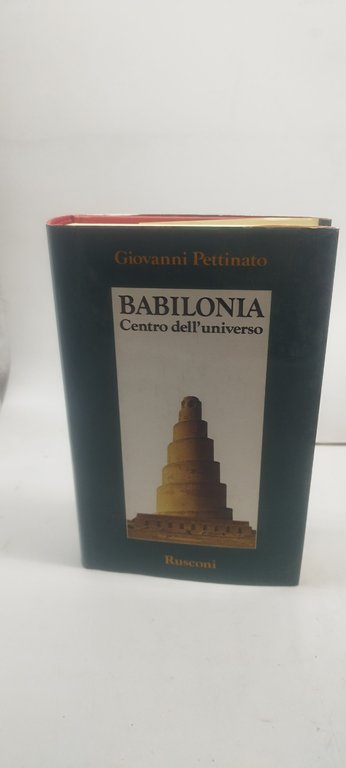 Giovanni Pettinato
BABILONIA
Centro dell'universo
Rusconi